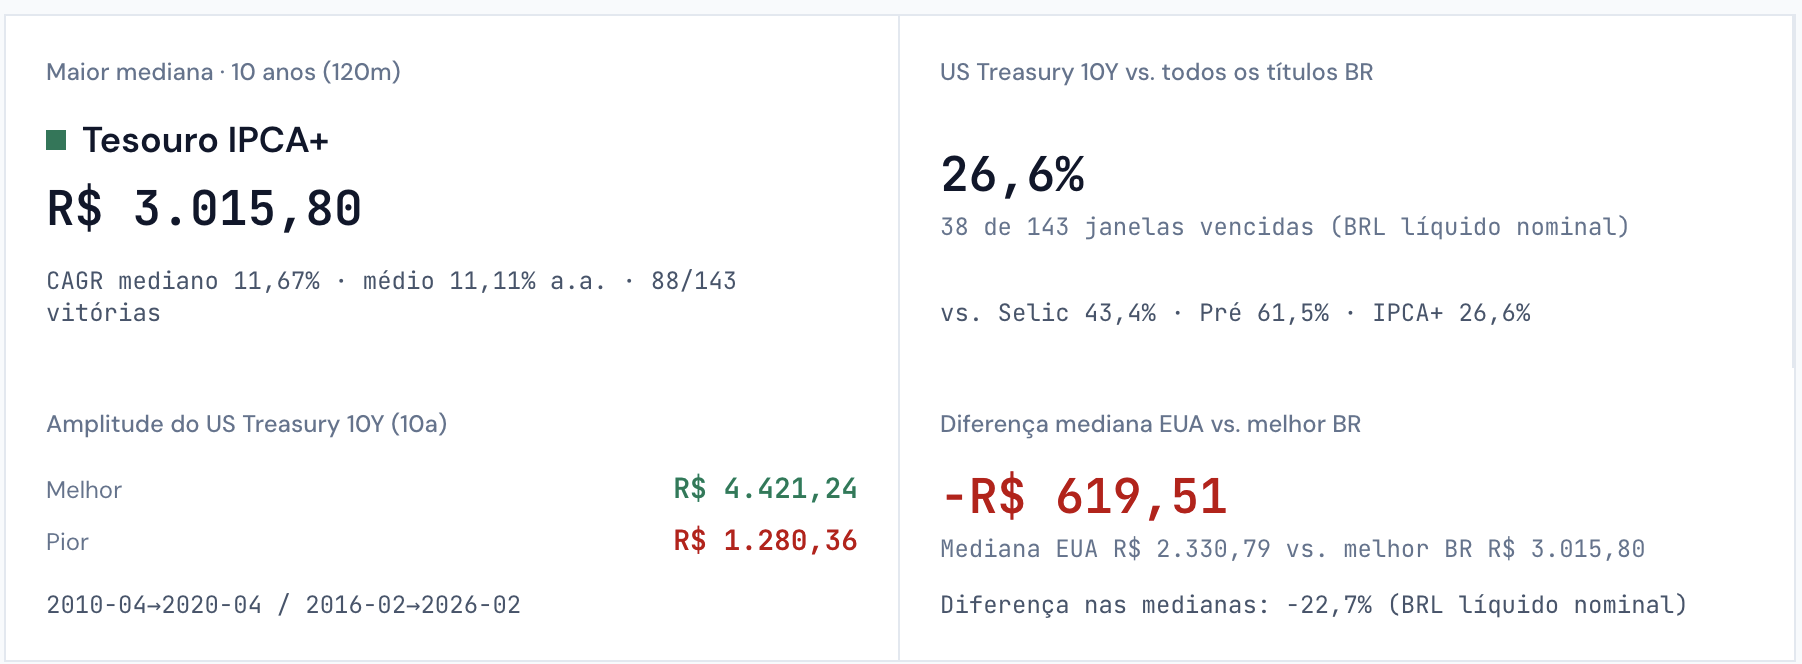 Maior mediana · 10 anos (120m)
Tesouro IPCA+
R$ 3.015,80
CAGR mediano 11,67% · médio 11,11% a.a. · 88/143
vitórias
US Treasury 10Y vs. todos os títulos BR
26,6%
38 de 143 janelas vencidas (BRL líquido nominal)
vs. Selic 43,4% · Pré 61,5% · IPCA+ 26,6%
Amplitude do US Treasury 10Y (10a)
Melhor R$ 4.421,24
Pior R$ 1.280,36
2010-04→2020-04 / 2016-02→2026-02
Diferença mediana EUA vs. melhor BR
-R$ 619,51
Mediana EUA R$ 2.330,79 vs. melhor BR R$ 3.015,80
Diferença nas medianas: -22,7% (BRL líquido nominal)